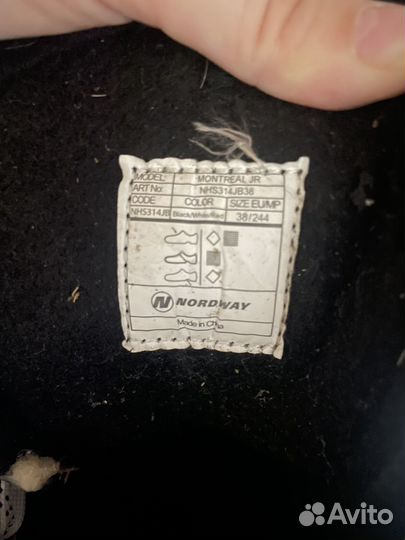 MODEL: MONTREAL JR
ART No: NHS314JB38
CODE: COLOR SIZE EU/MP
NHS314JB Black/White/Red 38/244
NORDWAY
Made in China
Avito